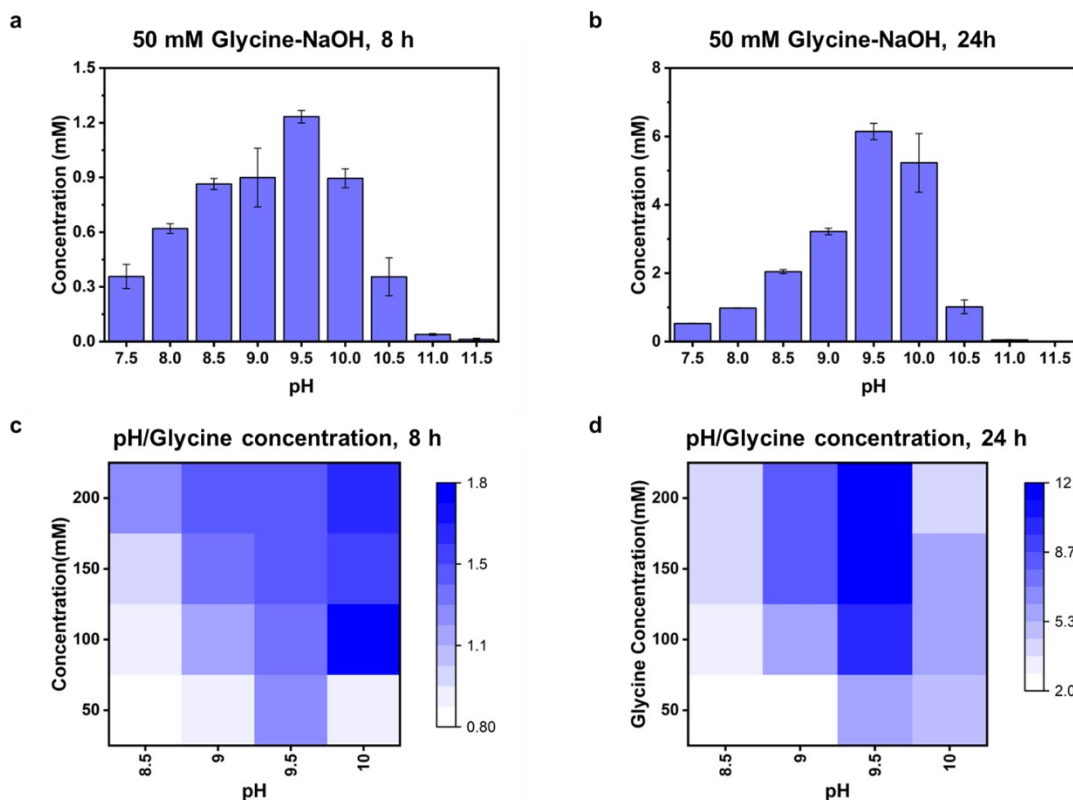 a
50 mM Glycine-NaOH, 8 h
Concentration (mM)
1.5
1.2
0.9
0.6
0.3
0.0
7.5 8.0 8.5 9.0 9.5 10.0 10.5 11.0 11.5
pH
b
50 mM Glycine-NaOH, 24h
Concentration (mM)
8
6
4
2
0
7.5 8.0 8.5 9.0 9.5 10.0 10.5 11.0 11.5
pH
c
pH/Glycine concentration, 8 h
Concentration(mM)
200
150
100
50
8.5 9 9.5 10
pH
1.8
1.5
1.1
0.80
d
pH/Glycine concentration, 24 h
Glycine Concentration(mM)
200
150
100
50
8.5 9 9.5 10
pH
12
8.7
5.3
2.0